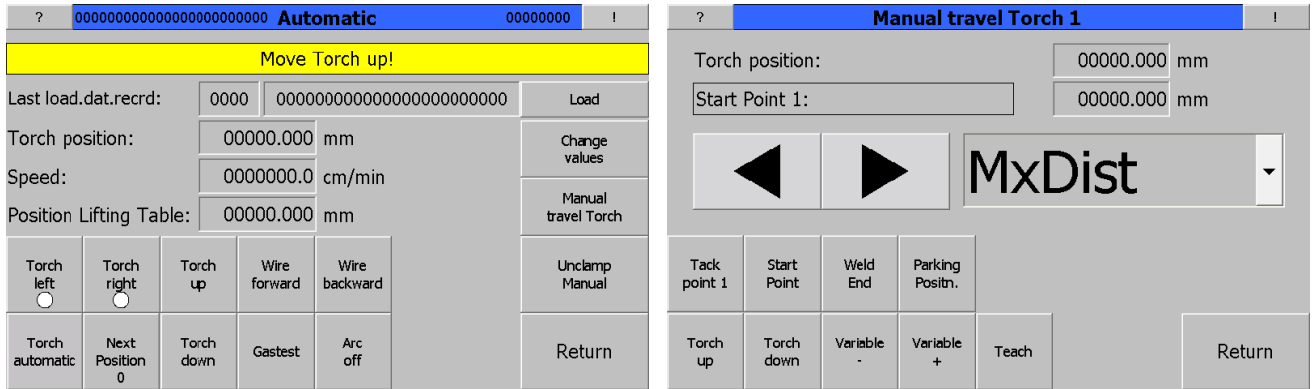 ? 000000000000000000000000 Automatic 00000000 !
Move Torch up!
Last load.dat.recrd: 0000 000000000000000000000000 Load
Torch position: 00000.000 mm
Change
values
Speed: 0000000.0 cm/min
Manual
travel Torch
Position Lifting Table: 00000.000 mm
Torch
left
Torch
right
Torch
up
Wire
forward
Wire
backward
Unclamp
Manual
Torch
automatic
Next
Position
0
Torch
down
Gastest
Arc
off
Return
? Manual travel Torch 1 !
Torch position: 00000.000 mm
Start Point 1: 00000.000 mm
MxDist
Tack
point 1
Start
Point
Weld
End
Parking
Positn.
Torch
up
Torch
down
Variable
-
Variable
+
Teach
Return